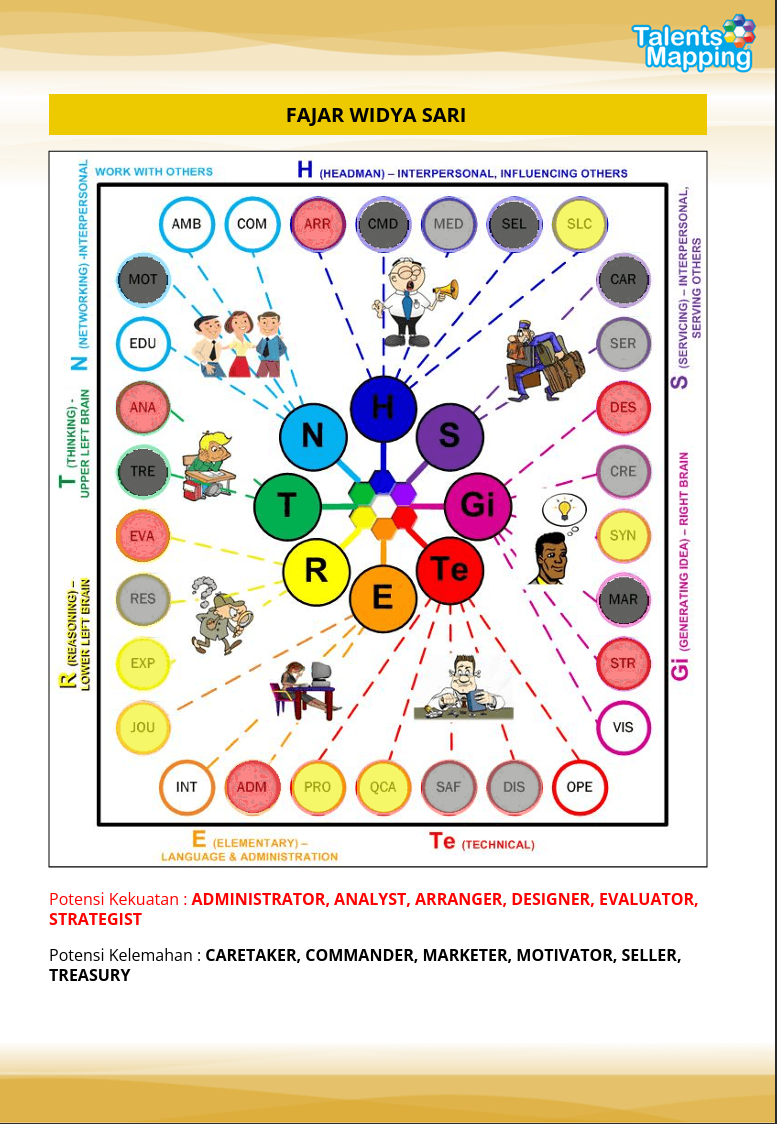 Talents
Mapping
FAJAR WIDYA SARI
WORK WITH OTHERS
H (HEADMAN) – INTERPERSONAL, INFLUENCING OTHERS
N (NETWORKING) -INTERPERSONAL
S (SERVICING) – INTERPERSONAL,
SERVING OTHERS
AMB COM ARR CMD MED SEL SLC
MOT CAR
EDU SER
ANA DES
TRE CRE
EVA SYN
RES MAR
EXP STR
JOU VIS
INT ADM PRO QCA SAF DIS OPE
H
N S
T Gi
R Te
E
T (THINKING) -
UPPER LEFT BRAIN
R (REASONING) –
LOWER LEFT BRAIN
Gi (GENERATING IDEA) – RIGHT BRAIN
E (ELEMENTARY) –
LANGUAGE & ADMINISTRATION
Te (TECHNICAL)
Potensi Kekuatan : ADMINISTRATOR, ANALYST, ARRANGER, DESIGNER, EVALUATOR,
STRATEGIST
Potensi Kelemahan : CARETAKER, COMMANDER, MARKETER, MOTIVATOR, SELLER,
TREASURY